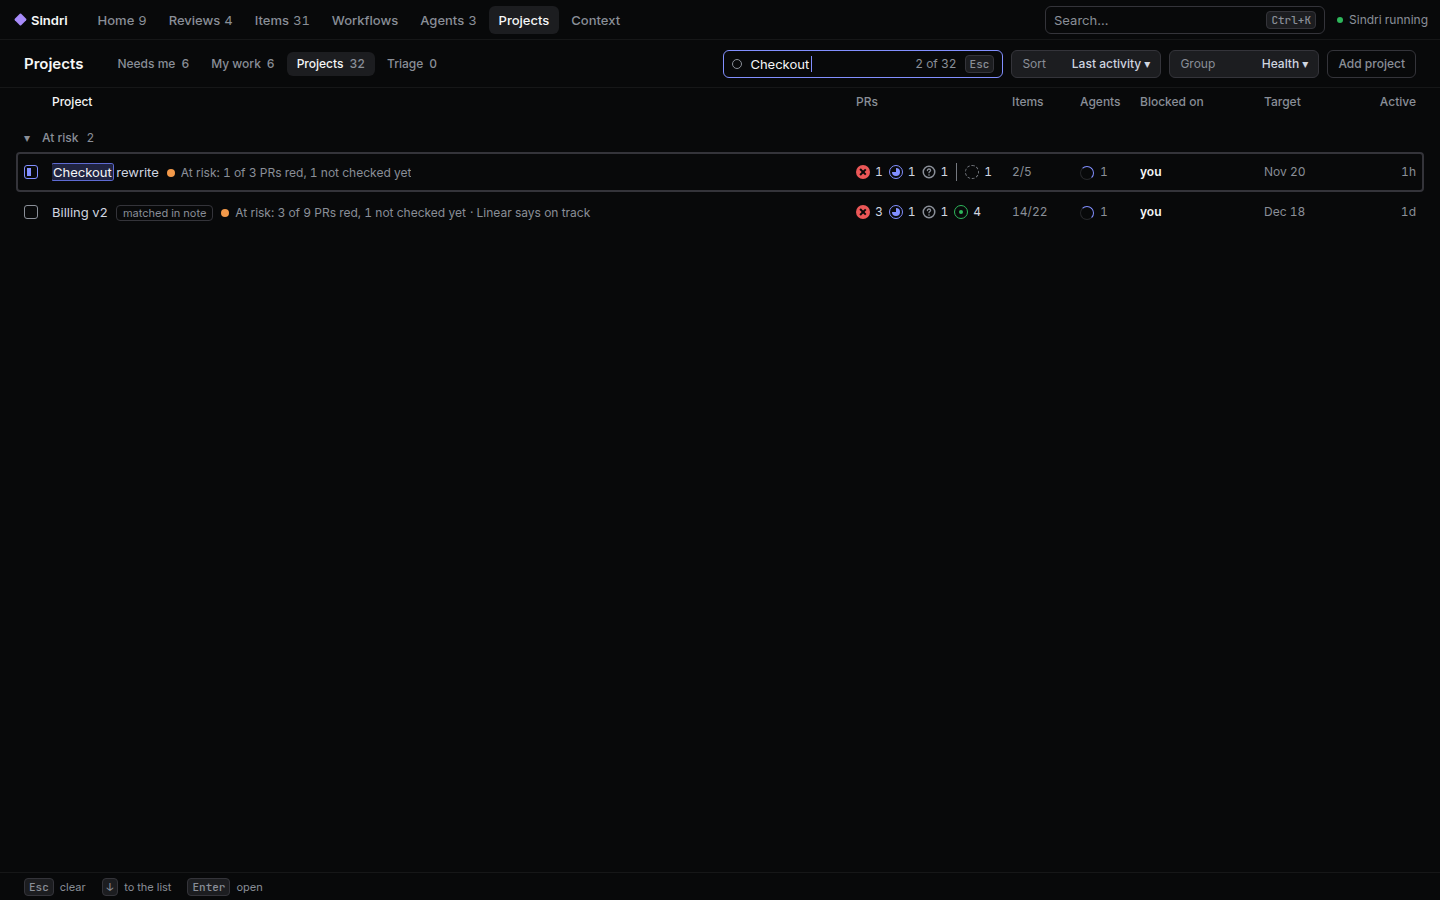 Sindri Home 9 Reviews 4 Items 31 Workflows Agents 3 Projects Context Search... Ctrl+K Sindri running
Projects Needs me 6 My work 6 Projects 32 Triage 0 Checkout 2 of 32 Esc Sort Last activity ▾ Group Health ▾ Add project
Project PRs Items Agents Blocked on Target Active
▾ At risk 2
Checkout rewrite At risk: 1 of 3 PRs red, 1 not checked yet 1 1 1 1 2/5 1 you Nov 20 1h
Billing v2 matched in note At risk: 3 of 9 PRs red, 1 not checked yet · Linear says on track 3 1 1 4 14/22 1 you Dec 18 1d
Esc clear ↓ to the list Enter open